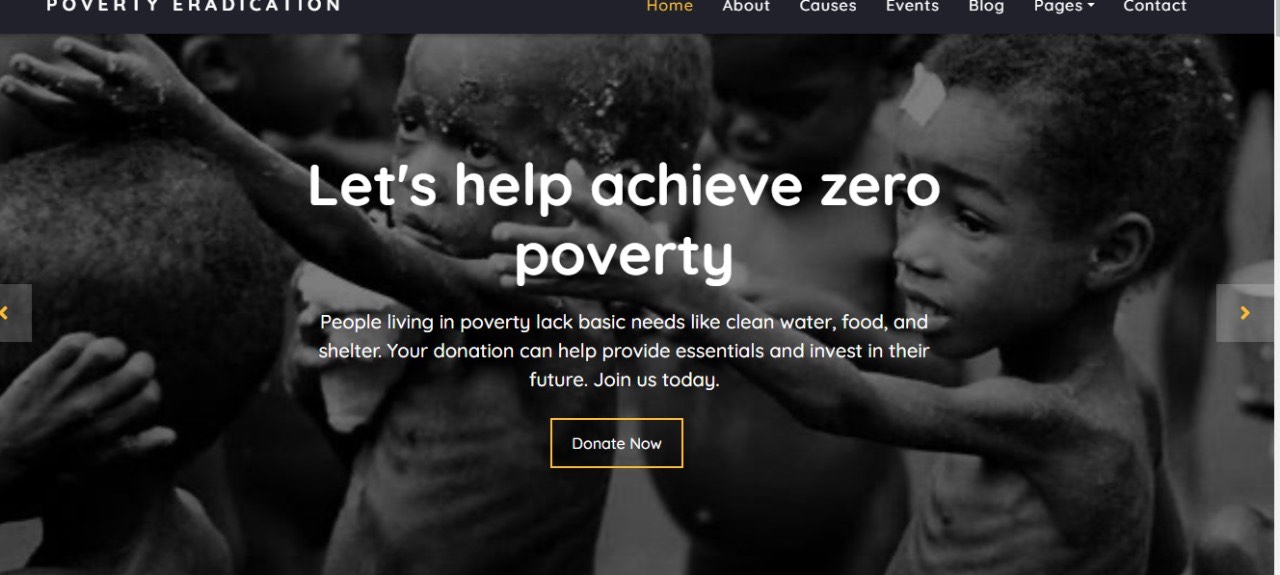 POVERTY ERADICATION
Home About Causes Events Blog Pages Contact
Let's help achieve zero
poverty
People living in poverty lack basic needs like clean water, food, and
shelter. Your donation can help provide essentials and invest in their
future. Join us today.
Donate Now